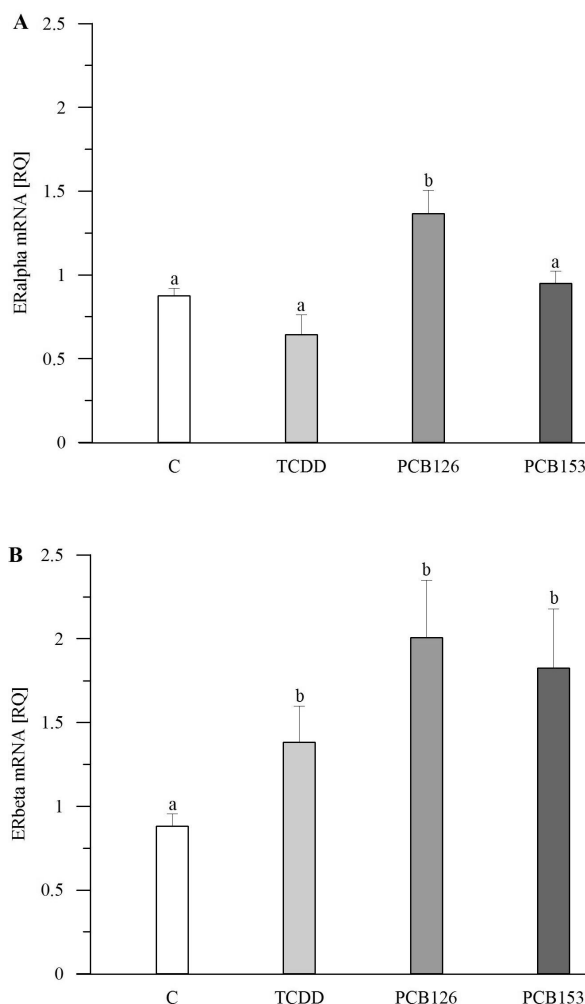 A
ERalpha mRNA [RQ]
2.5
2
1.5
1
0.5
0
a
a
b
a
C TCDD PCB126 PCB153
B
ERbeta mRNA [RQ]
2.5
2
1.5
1
0.5
0
a
b
b
b
C TCDD PCB126 PCB153